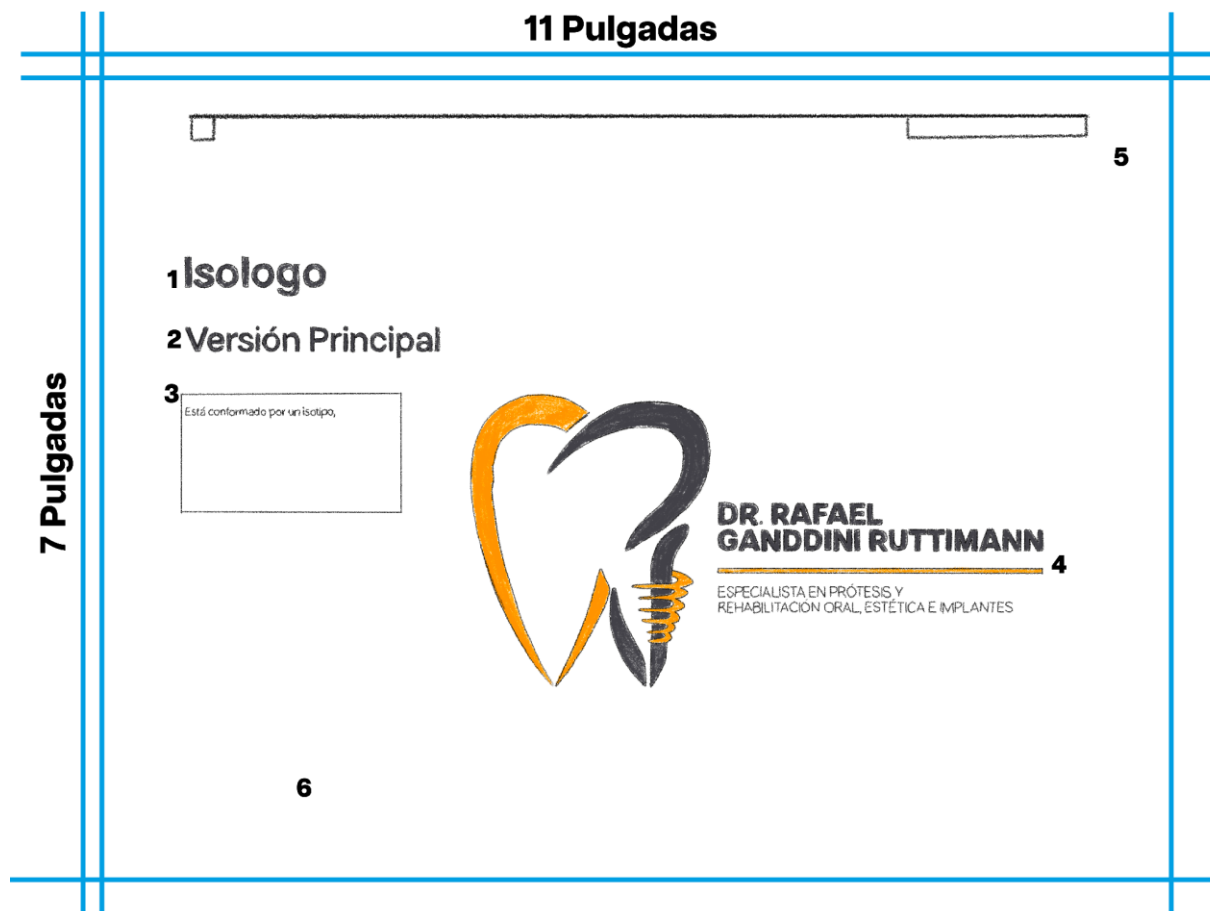 11 Pulgadas
5
1 Isologo
2 Versión Principal
3
Está conformado por un isotipo,
7 Pulgadas
DR. RAFAEL
GANDDINI RUTTIMANN
4
ESPECIALISTA EN PRÓTESIS Y
REHABILITACIÓN ORAL, ESTÉTICA E IMPLANTES
6